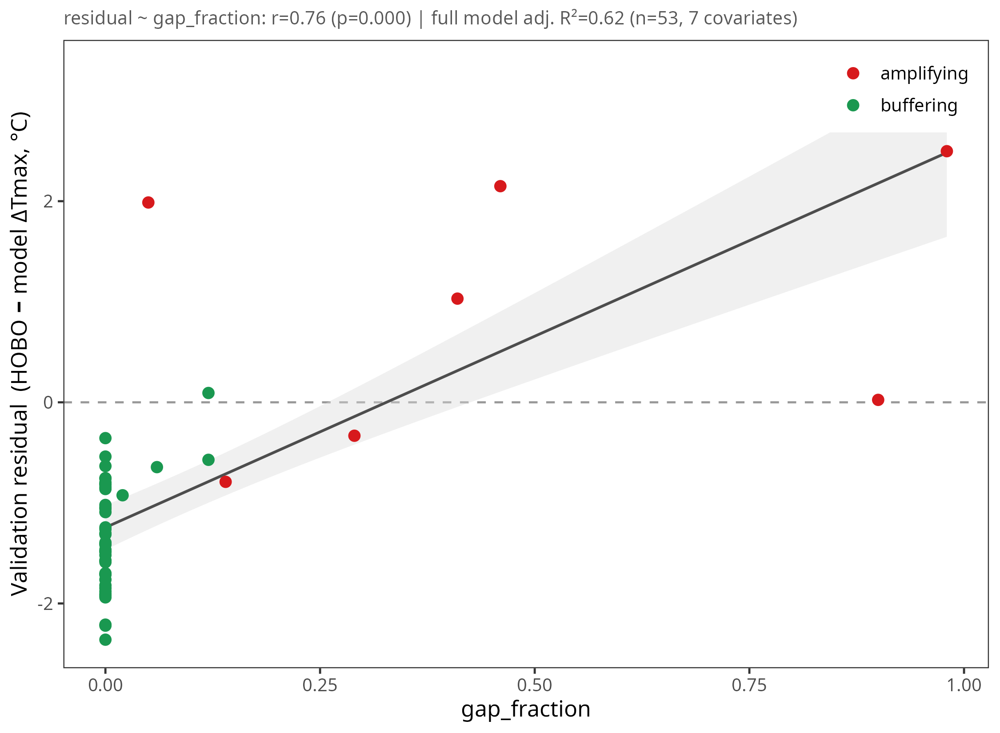 residual ~ gap_fraction: r=0.76 (p=0.000) | full model adj. R²=0.62 (n=53, 7 covariates)
amplifying
buffering
Validation residual (HOBO − model ΔTmax, °C)
2
0
-2
0.00 0.25 0.50 0.75 1.00
gap_fraction